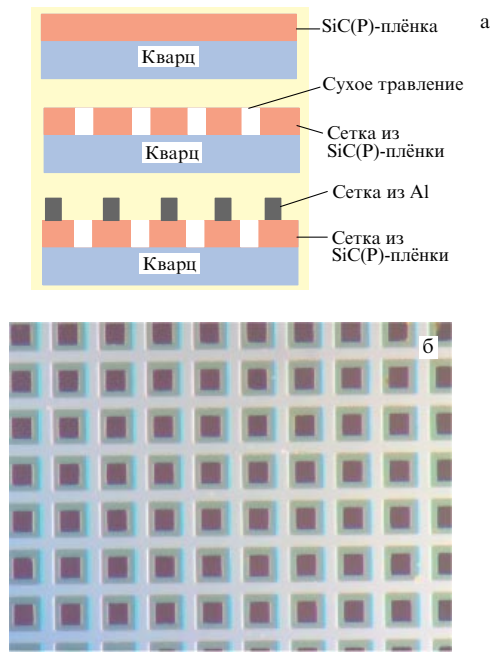 SiC(P)-плёнка
а
Кварц
Сухое травление
Сетка из
SiC(P)-плёнки
Кварц
Сетка из Al
Сетка из
SiC(P)-плёнки
Кварц
б